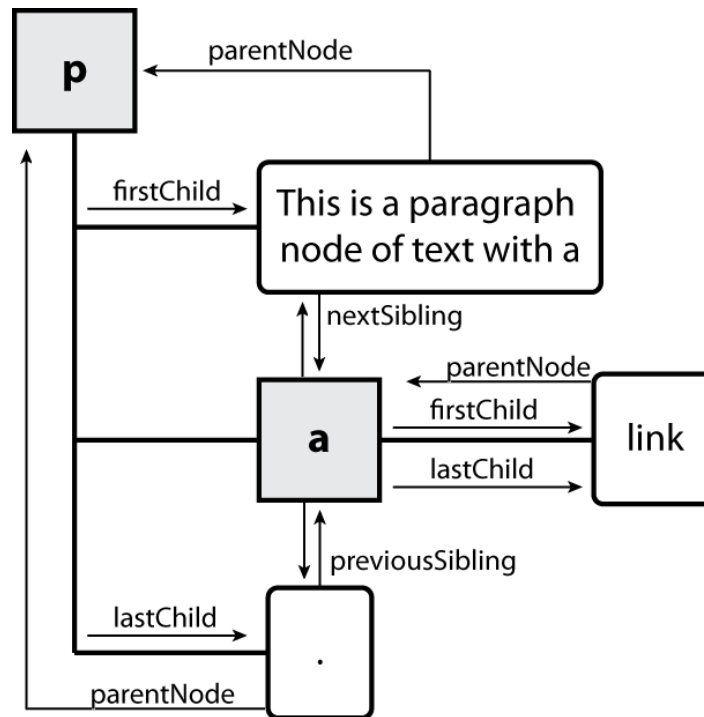 parentNode
p
firstChild
This is a paragraph
node of text with a
nextSibling
parentNode
firstChild
a
link
lastChild
previousSibling
lastChild
.
parentNode